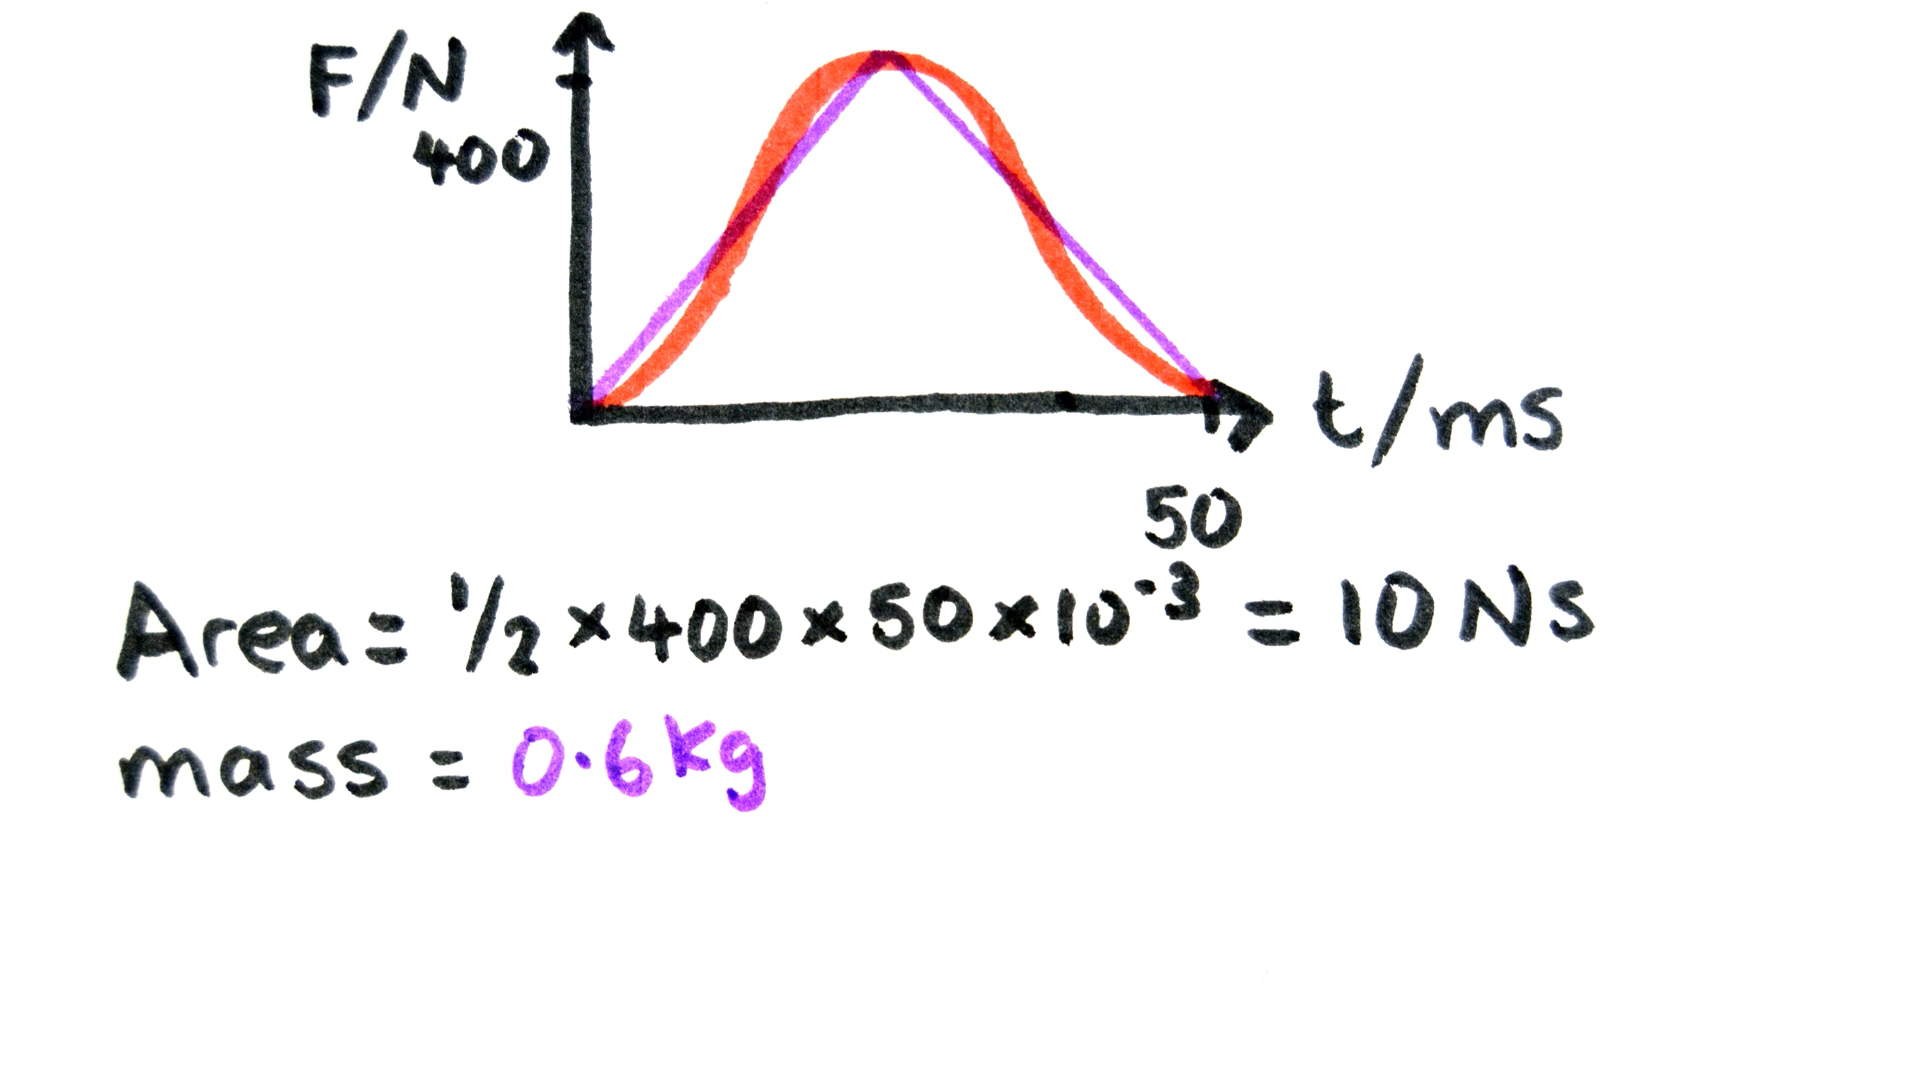 F/N
400
t/ms
50
Area = 1/2 × 400 × 50 × 10⁻³ = 10 Ns
mass = 0.6kg